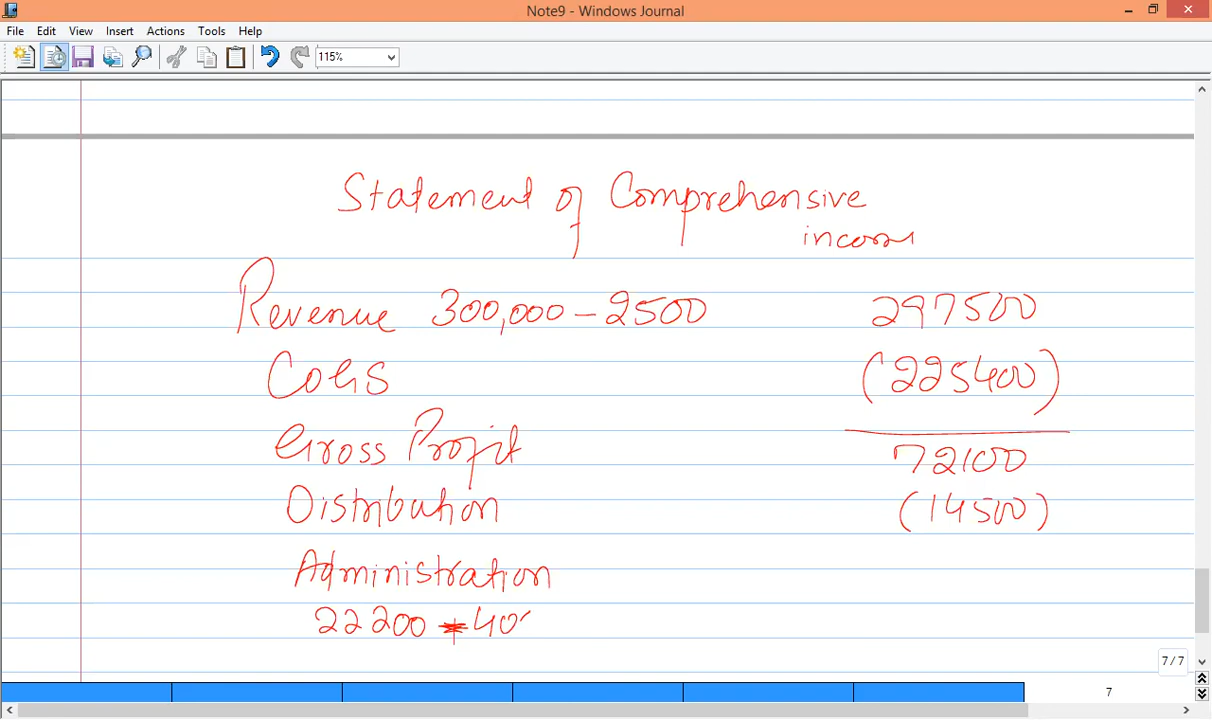 Note9 - Windows Journal
File Edit View Insert Actions Tools Help
115%
Statement of Comprehensive
income
Revenue 300,000 - 2500 297500
COGS (225400)
Gross Profit 72100
Distribution (14500)
Administration
22200 40
7 / 7
7